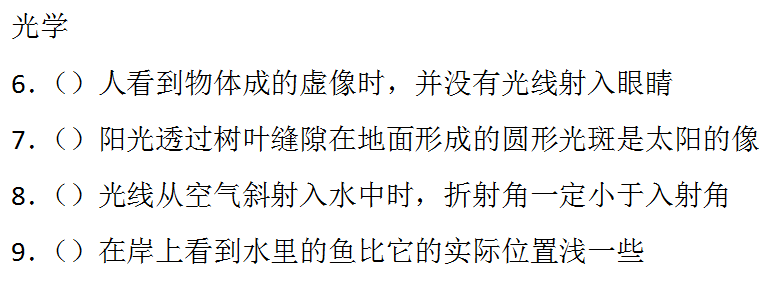 光学
6.（）人看到物体成的虚像时，并没有光线射入眼睛
7.（）阳光透过树叶缝隙在地面形成的圆形光斑是太阳的像
8.（）光线从空气斜射入水中时，折射角一定小于入射角
9.（）在岸上看到水里的鱼比它的实际位置浅一些